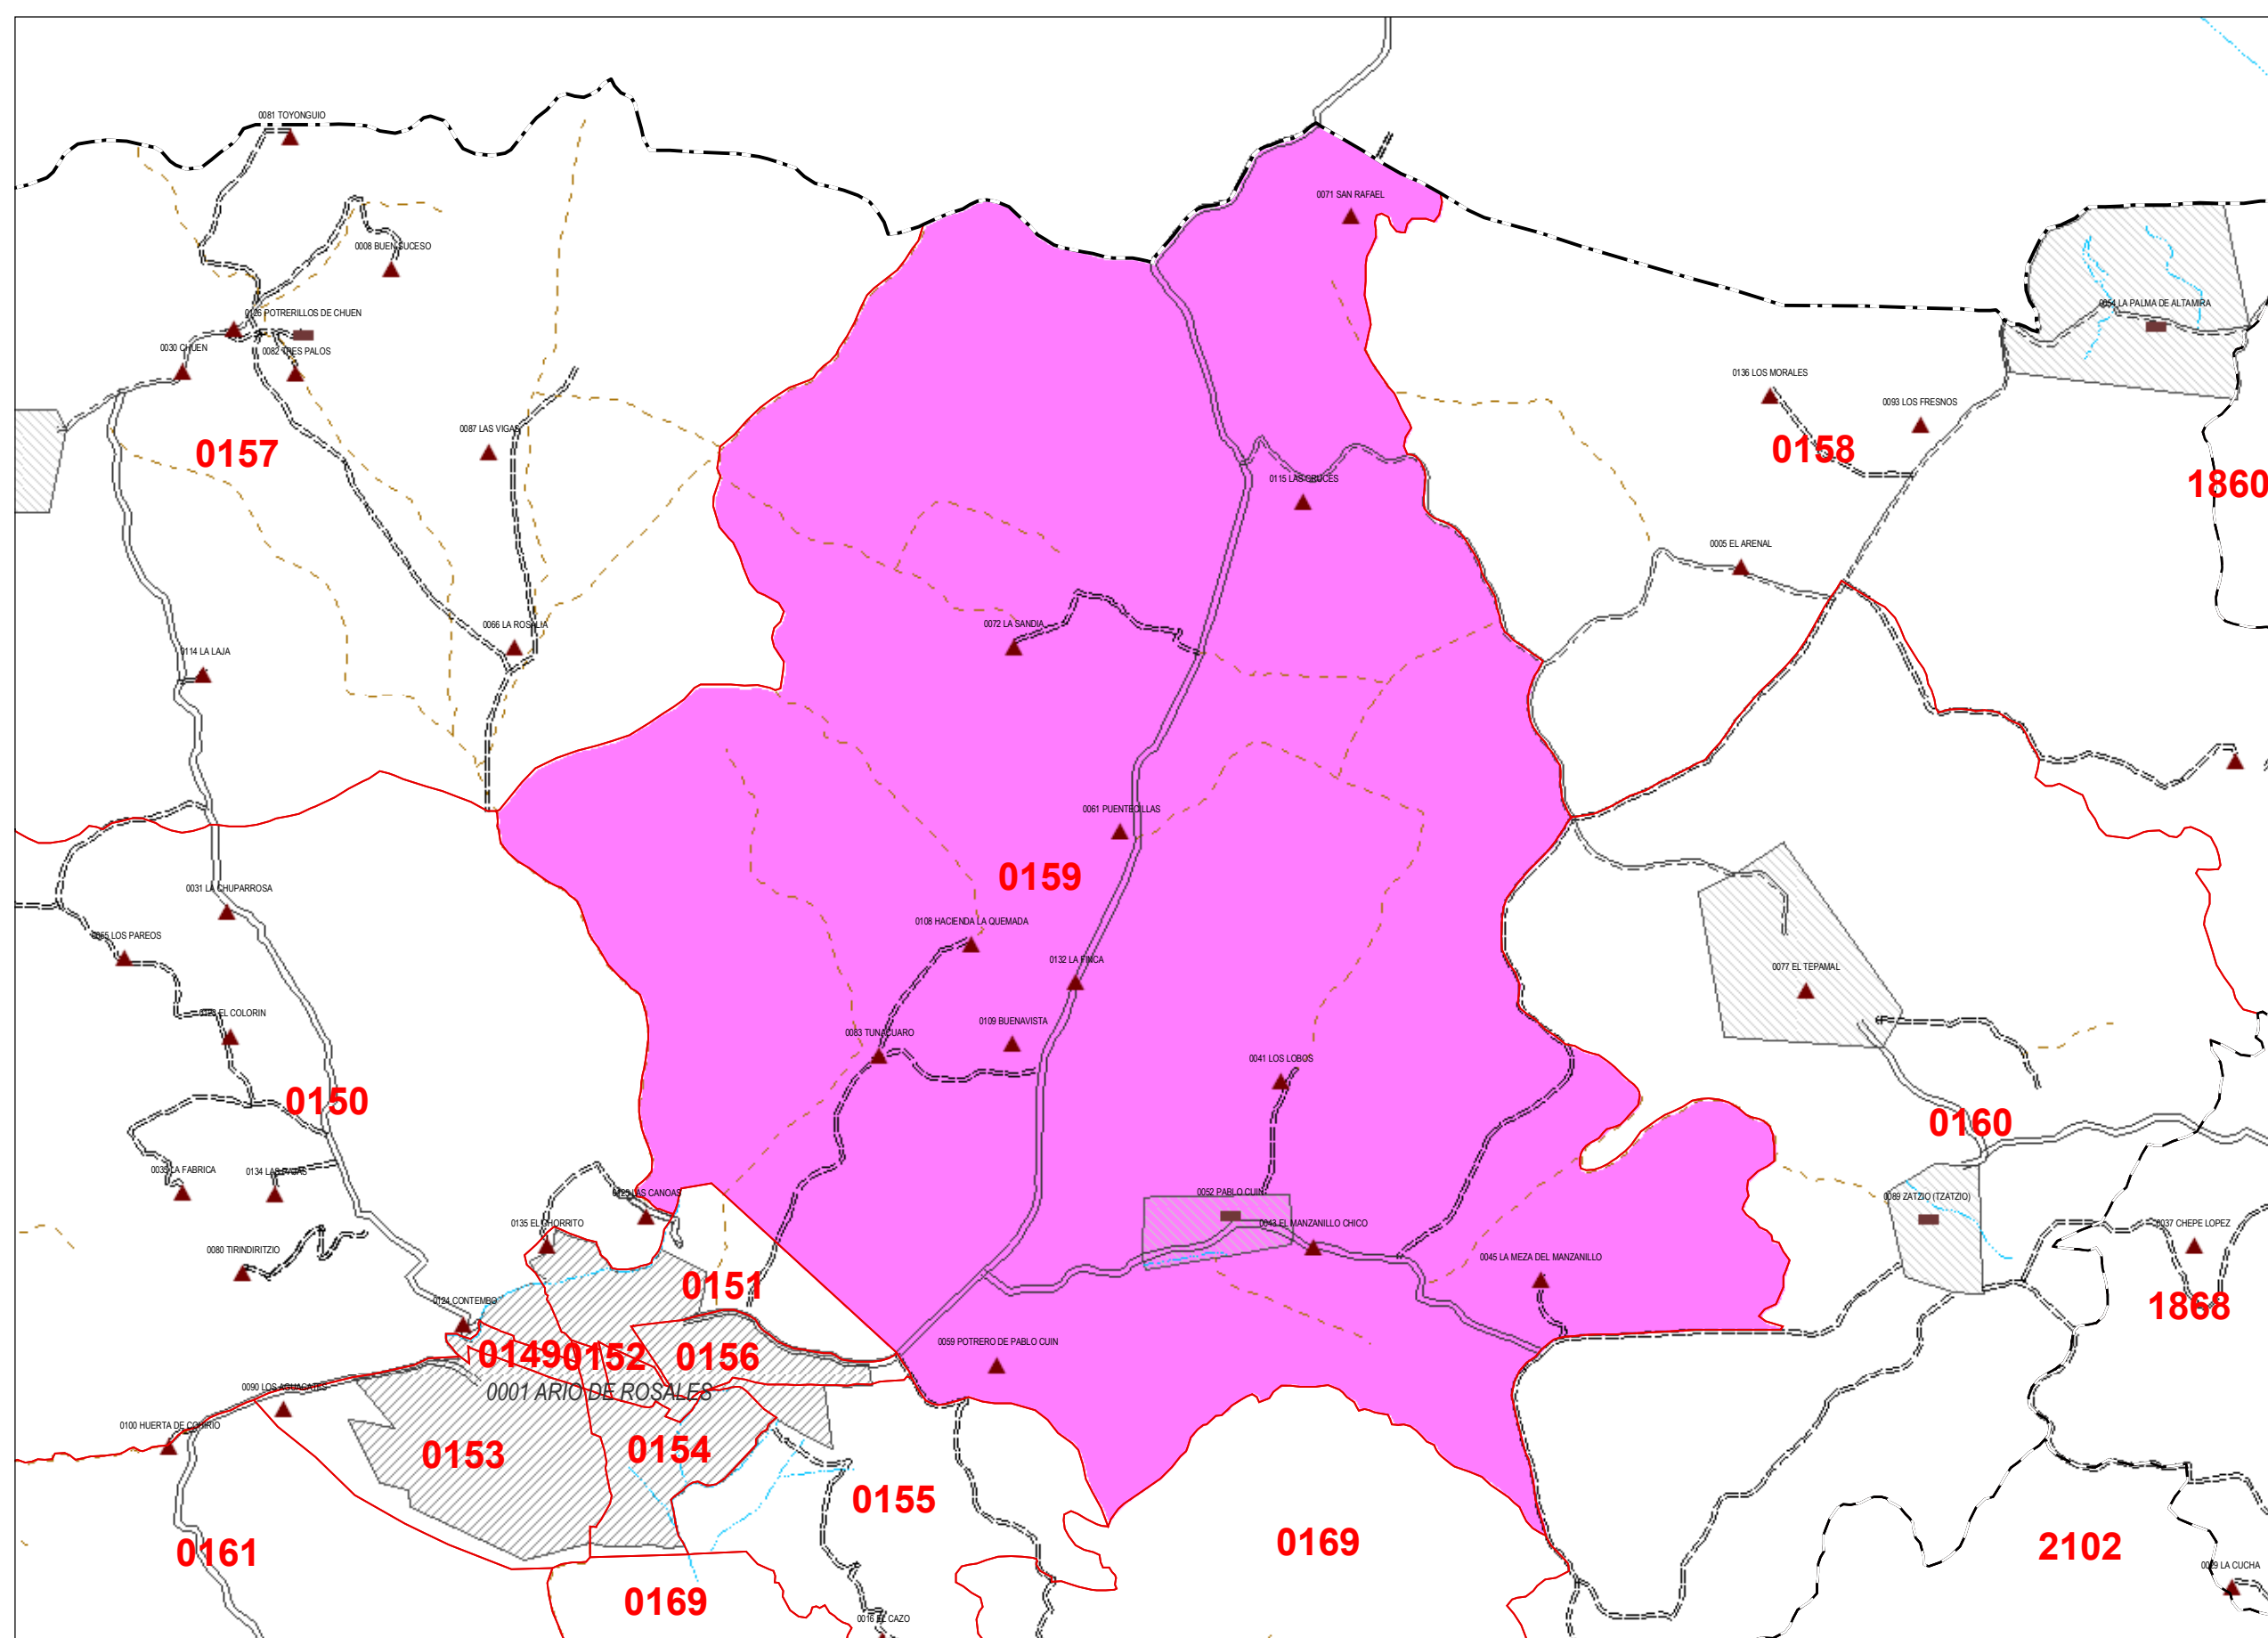 0081 TOYONGUIO
0071 SAN RAFAEL
0008 BUEN SUCESO
0054 LA PALMA DE ALTAMIRA
POTRERILLOS DE CHUEN
0030 CHUEN
0082 TRES PALOS
0136 LOS MORALES
0093 LOS FRESNOS
0087 LAS VIGAS
0157
0158
1860
0115 LAS CRUCES
0005 EL ARENAL
0066 LA ROSALIA
0072 LA SANDIA
0114 LA LAJA
0061 PUENTECILLAS
0159
0031 LA CHUPARROSA
0108 HACIENDA LA QUEMADA
LOS PAREOS
0132 LA FINCA
0077 EL TEPAMAL
EL COLORIN
0083 TUNACUARO
0109 BUENAVISTA
0041 LOS LOBOS
0150
0160
0035 LA FABRICA
0134 LAS
LAS CANOAS
0052 PABLO CUIN
0089 ZATZIO (TZATZIO)
0135 EL CHORRITO
0043 EL MANZANILLO CHICO
0037 CHEPE LOPEZ
0080 TIRINDIRITZIO
0045 LA MEZA DEL MANZANILLO
0151
0124 CONTEMBO
1868
0149
0152
0156
0059 POTRERO DE PABLO CUIN
0001 ARIO DE ROSALES
0090 LOS AGUACATES
0100 HUERTA DE
0153
0154
0155
0161
0169
2102
LA CUCHA
0169
0016 EL CAZO